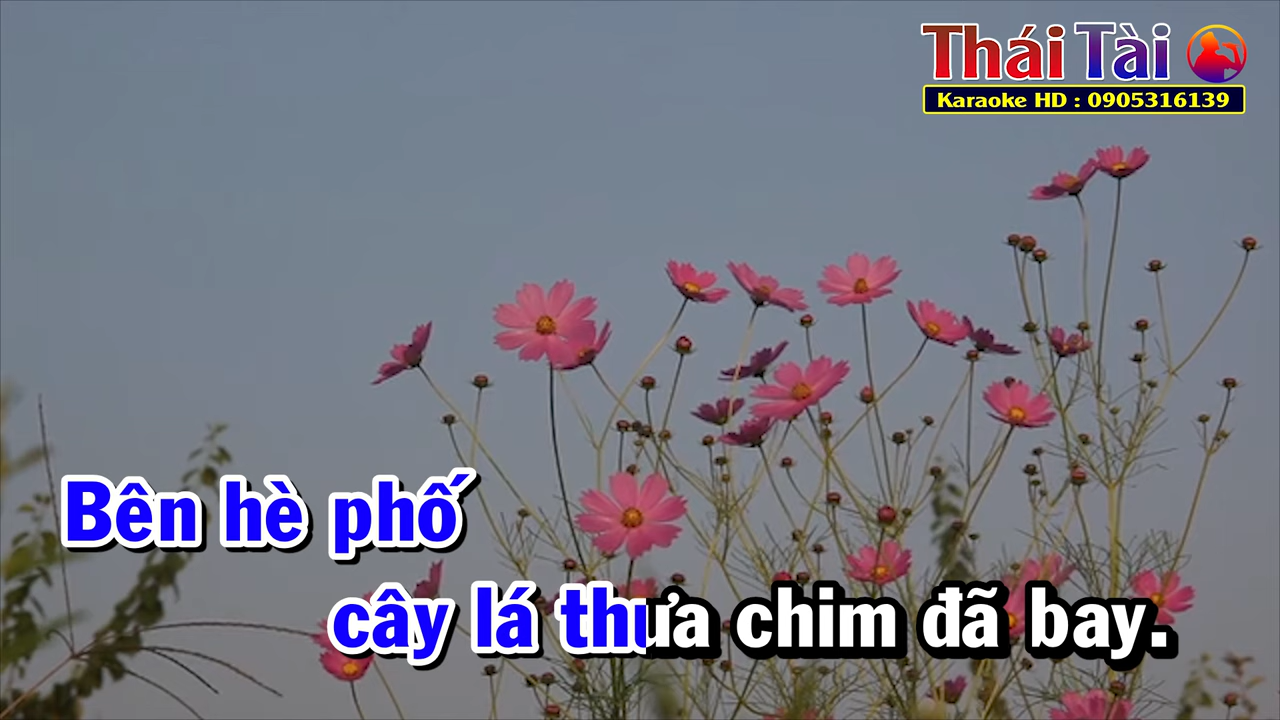 Thái Tài
Karaoke HD : 0905316139
Bên hè phố
cây lá thưa chim đã bay.